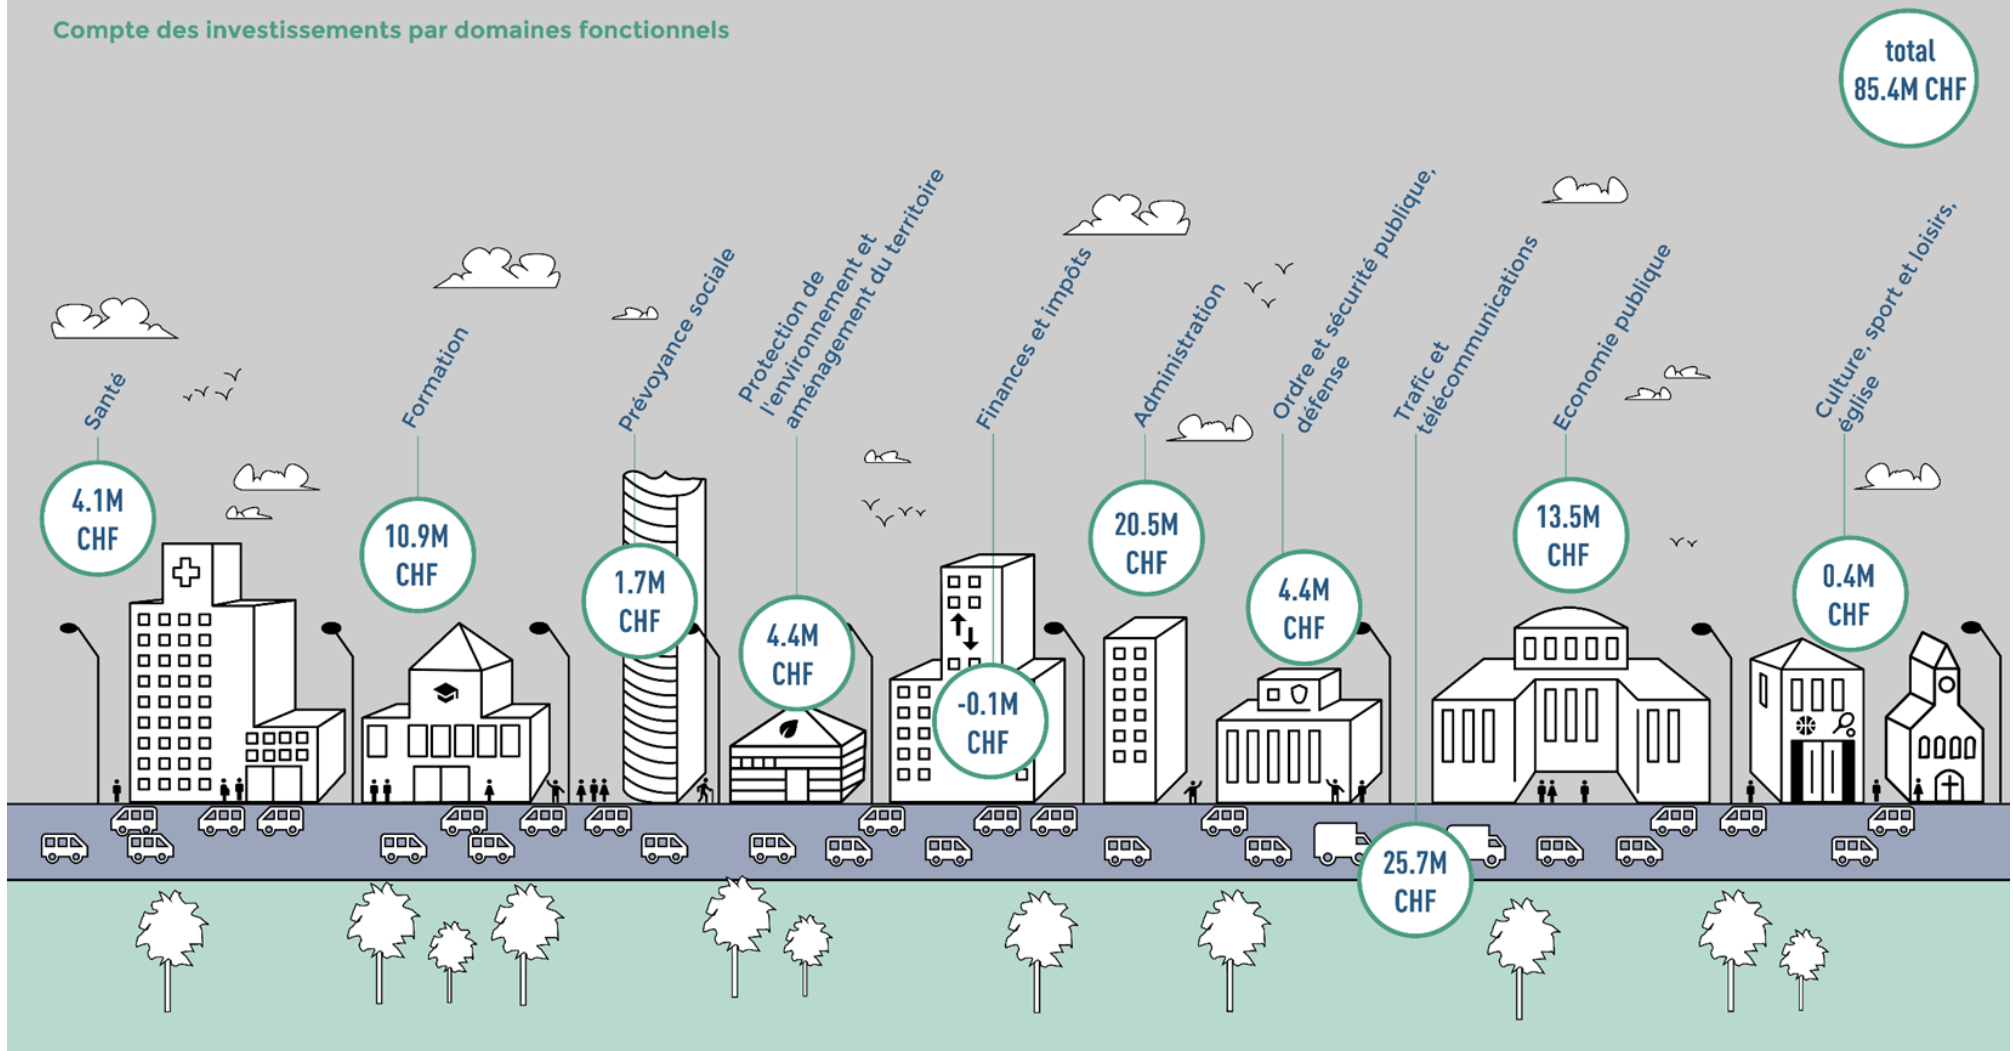 Compte des investissements par domaines fonctionnels
total
85.4M CHF
Santé
4.1M
CHF
Formation
10.9M
CHF
Prévoyance sociale
1.7M
CHF
Protection de
l'environnement et
aménagement du territoire
4.4M
CHF
Finances et impôts
-0.1M
CHF
Administration
20.5M
CHF
Ordre et sécurité publique,
défense
4.4M
CHF
Trafic et
télécommunications
25.7M
CHF
Economie publique
13.5M
CHF
Culture, sport et loisirs,
église
0.4M
CHF